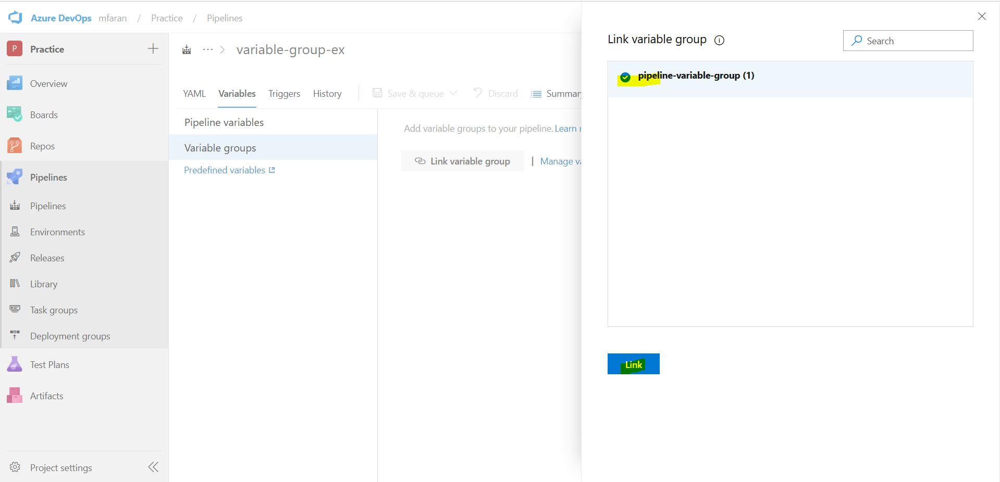 Azure DevOps mfaran / Practice / Pipelines
P Practice
Overview
Boards
Repos
Pipelines
Pipelines
Environments
Releases
Library
Task groups
Deployment groups
Test Plans
Artifacts
Project settings
... > variable-group-ex
YAML Variables Triggers History Save & queue Discard Summar
Pipeline variables
Variable groups
Predefined variables
Add variable groups to your pipeline. Learn
Link variable group | Manage
Link variable group
Search
pipeline-variable-group (1)
Link